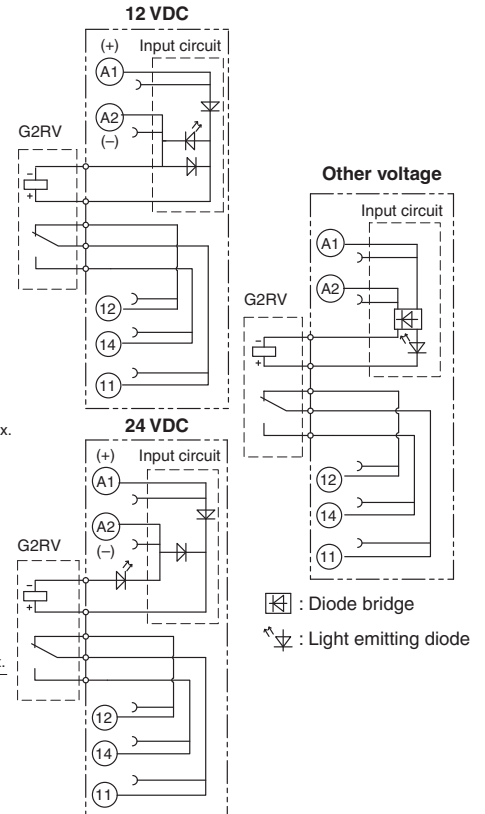 12 VDC
(+) Input circuit
A1
A2
(–)
G2RV
–
+
12
14
11
x.
24 VDC
(+) Input circuit
A1
A2
(–)
G2RV
–
+
12
14
11
Other voltage
Input circuit
A1
A2
G2RV
–
+
12
14
11
: Diode bridge
: Light emitting diode